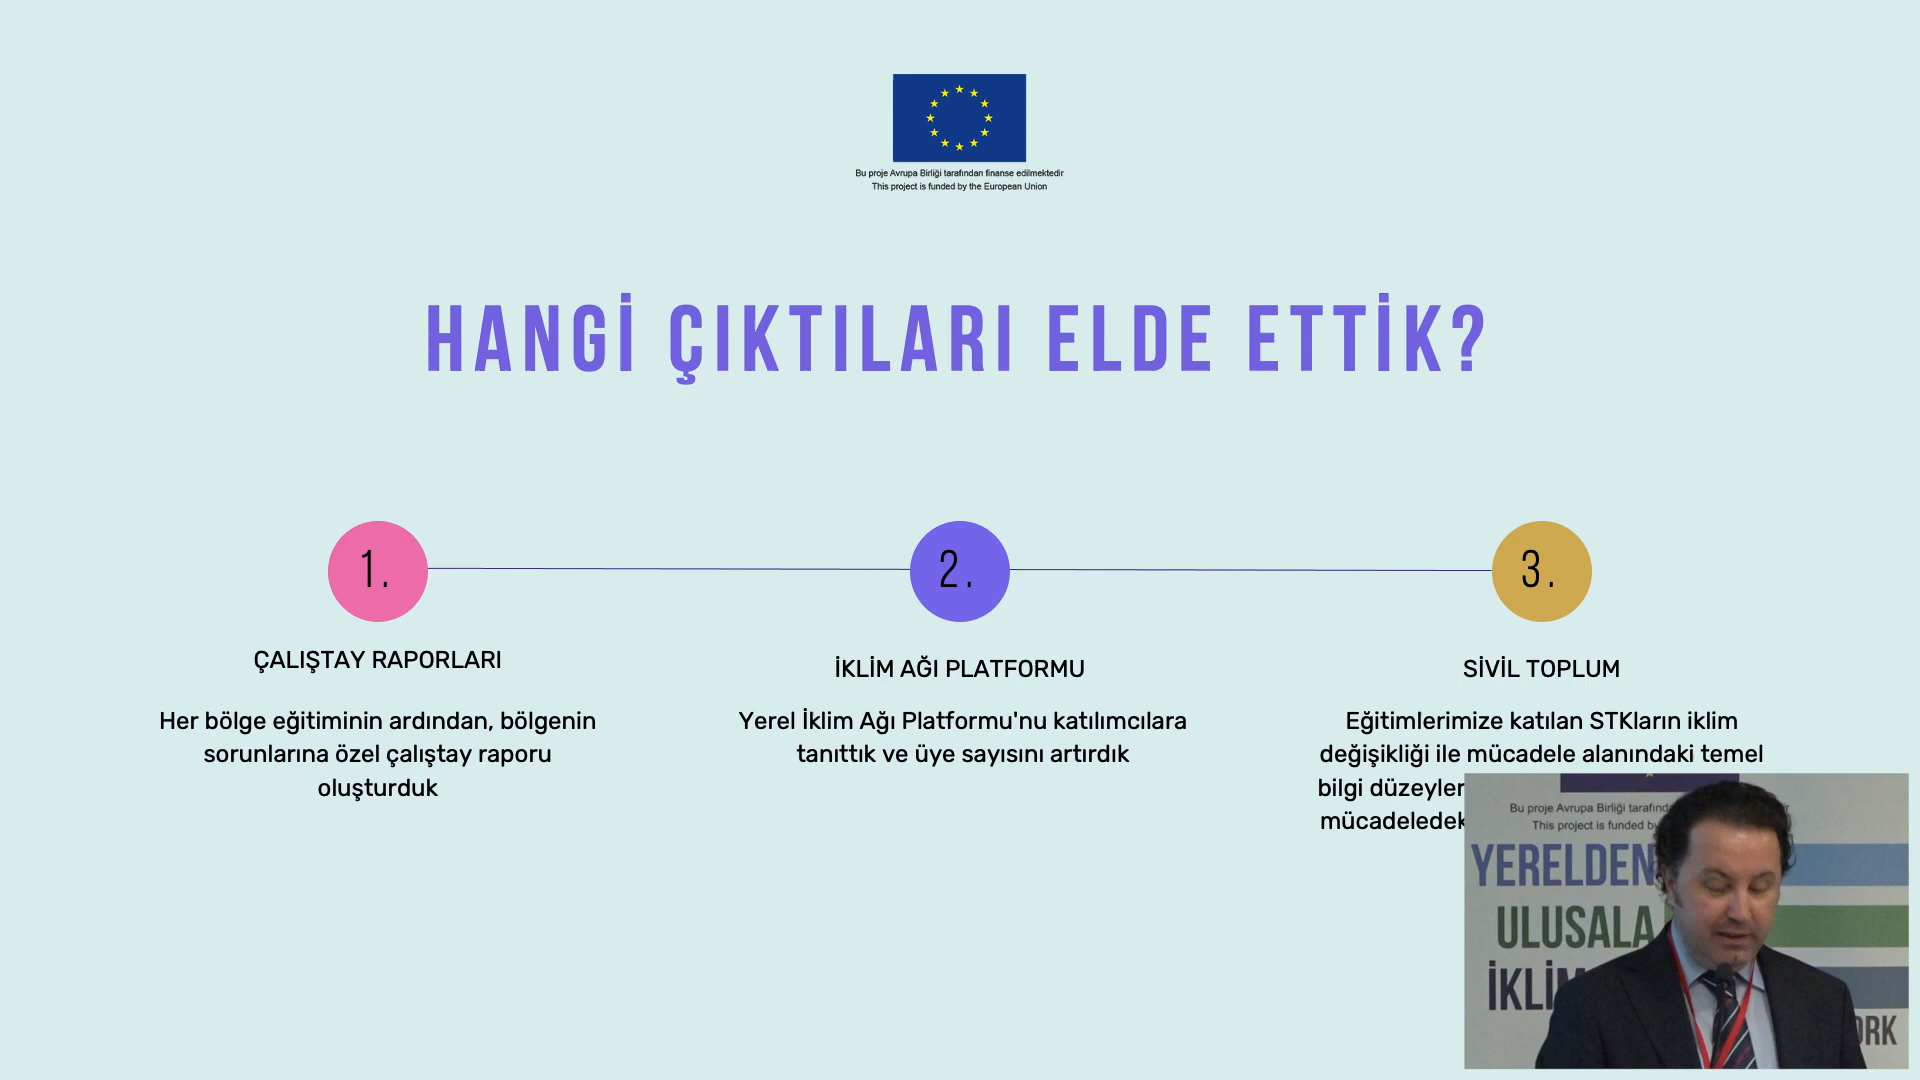 Bu proje Avrupa Birliği tarafından finanse edilmektedir
This project is funded by the European Union
HANGİ ÇIKTILARI ELDE ETTİK?
1.
2.
3.
ÇALIŞTAY RAPORLARI
Her bölge eğitiminin ardından, bölgenin
sorunlarına özel çalıştay raporu
oluşturduk
İKLİM AĞI PLATFORMU
Yerel İklim Ağı Platformu'nu katılımcılara
tanıttık ve üye sayısını artırdık
SİVİL TOPLUM
Eğitimlerimize katılan STKların iklim
değişikliği ile mücadele alanındaki temel
bilgi
Bu proje Avrupa Birliği
This project is funded
YERELDEN
ULUSALA